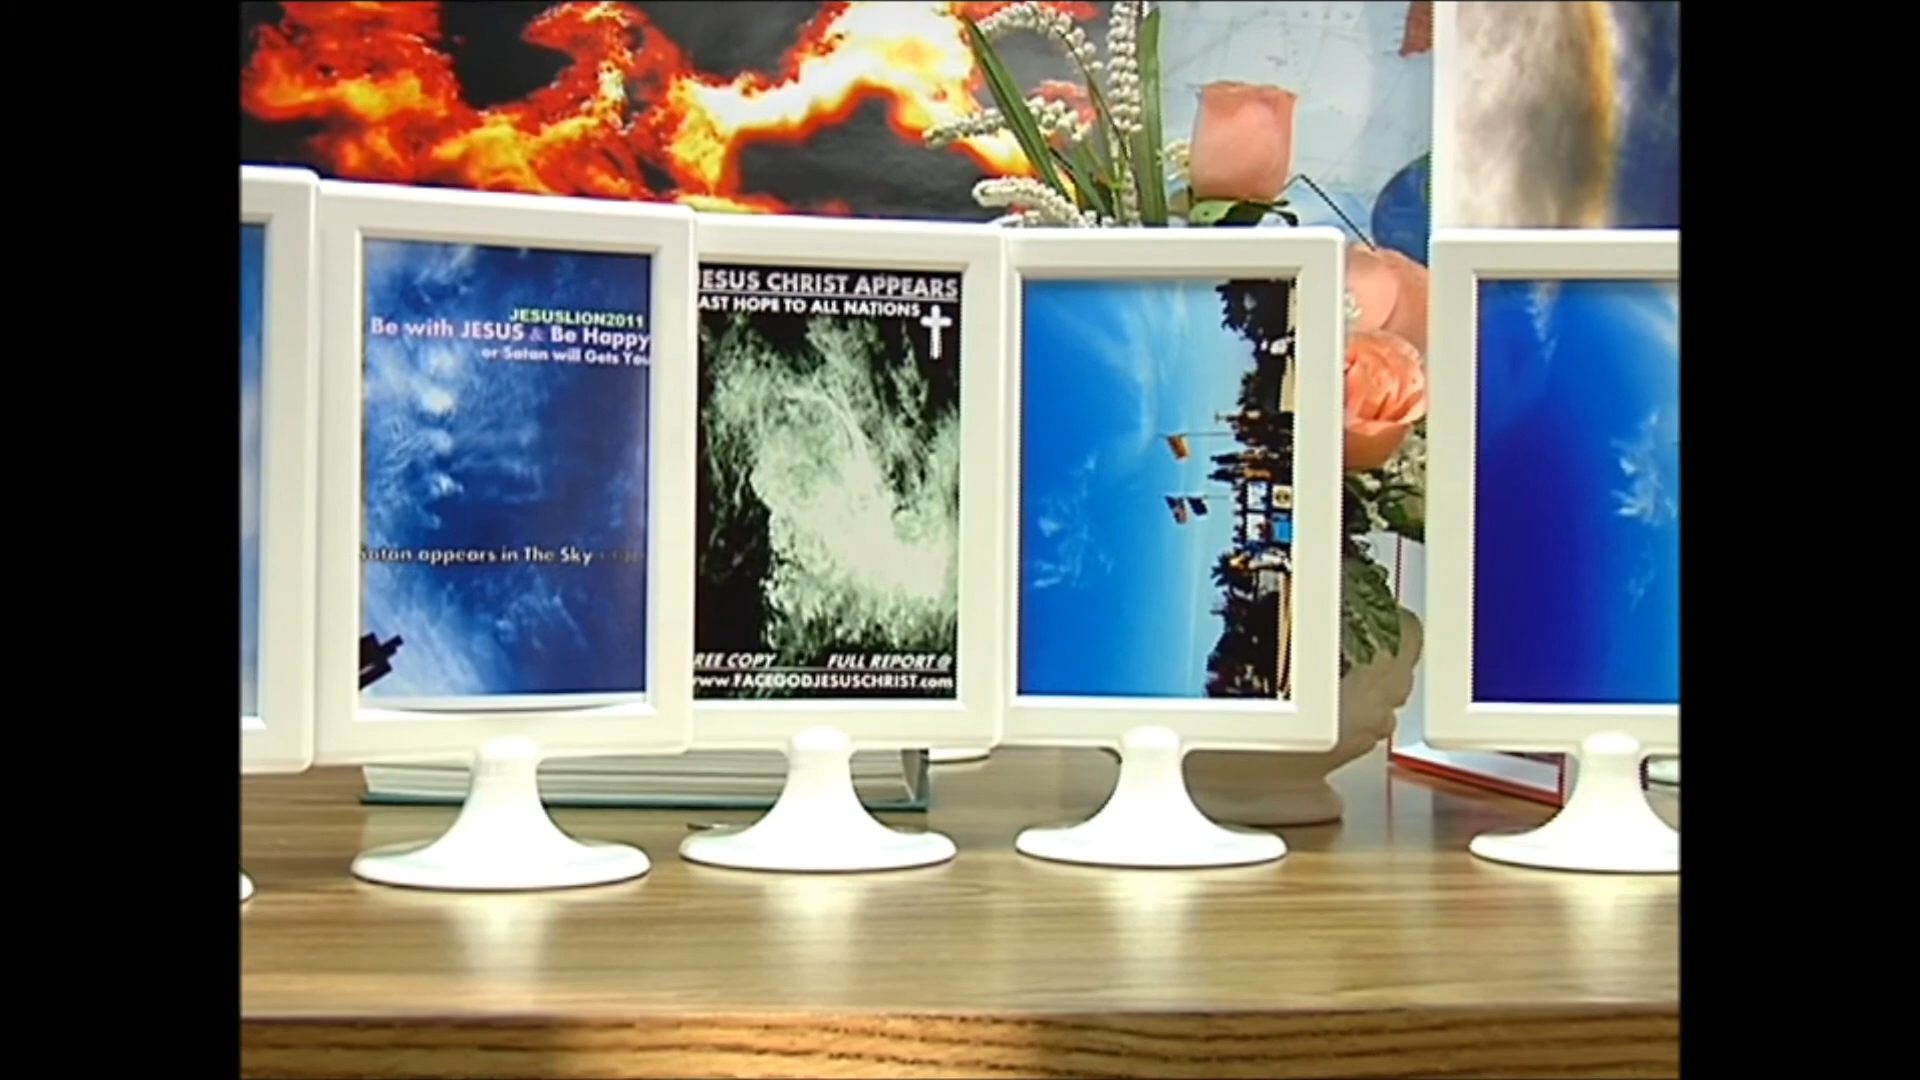 JESUSLION2011
Be with JESUS & Be Happy
or Satan will Gets You
Satan appears in The Sky
JESUS CHRIST APPEARS
AST HOPE TO ALL NATIONS
REE COPY - FULL REPORT @
www.FACEGODJESUSCHRIST.com